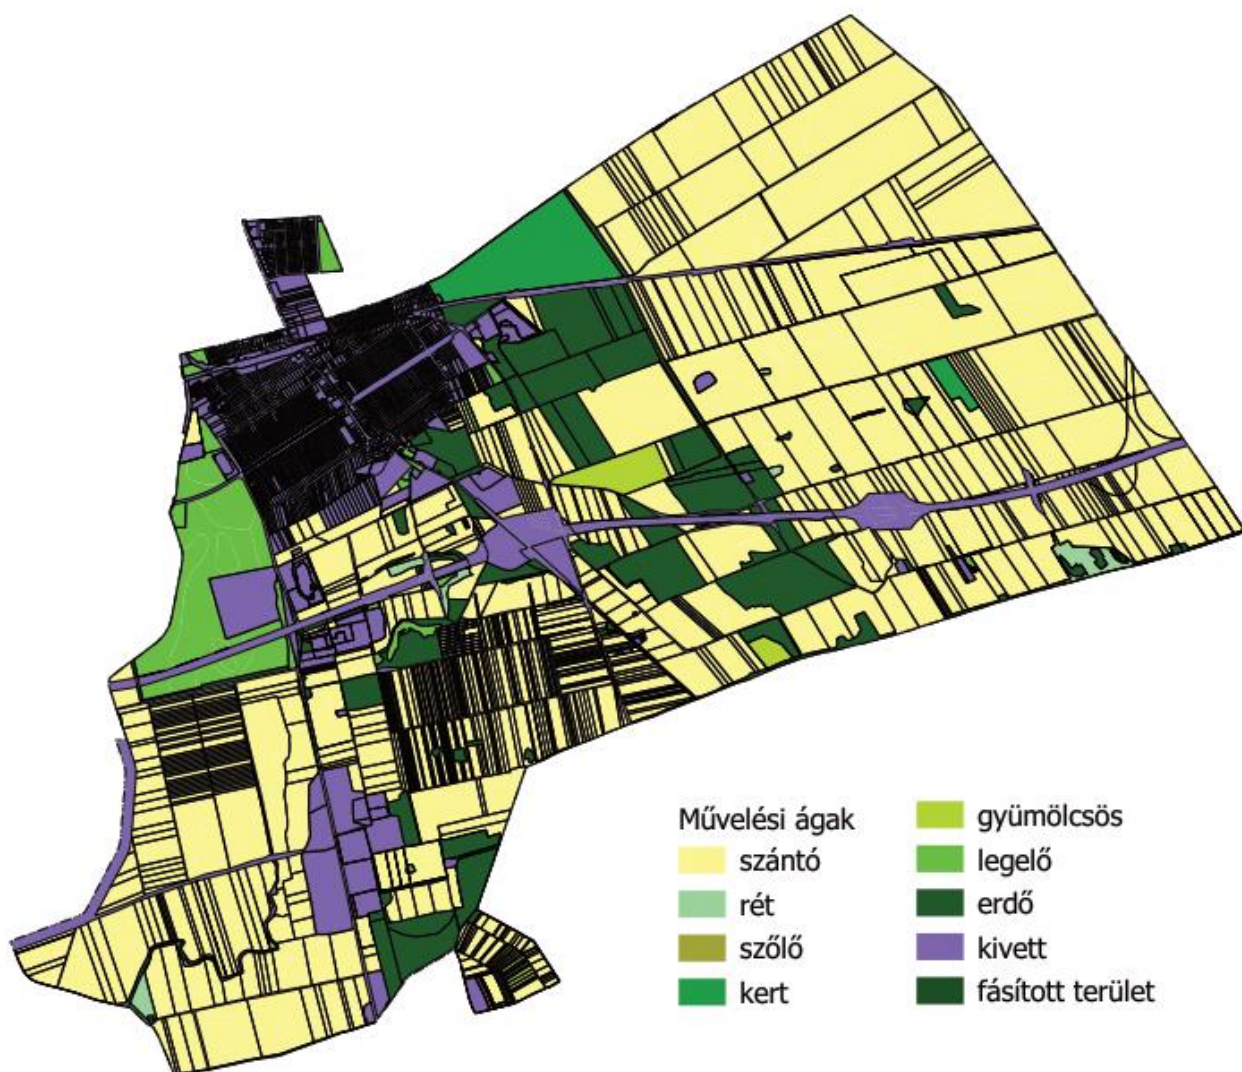 Művelési ágak
szántó
rét
szőlő
kert
gyümölcsös
legelő
erdő
kivett
fásított terület